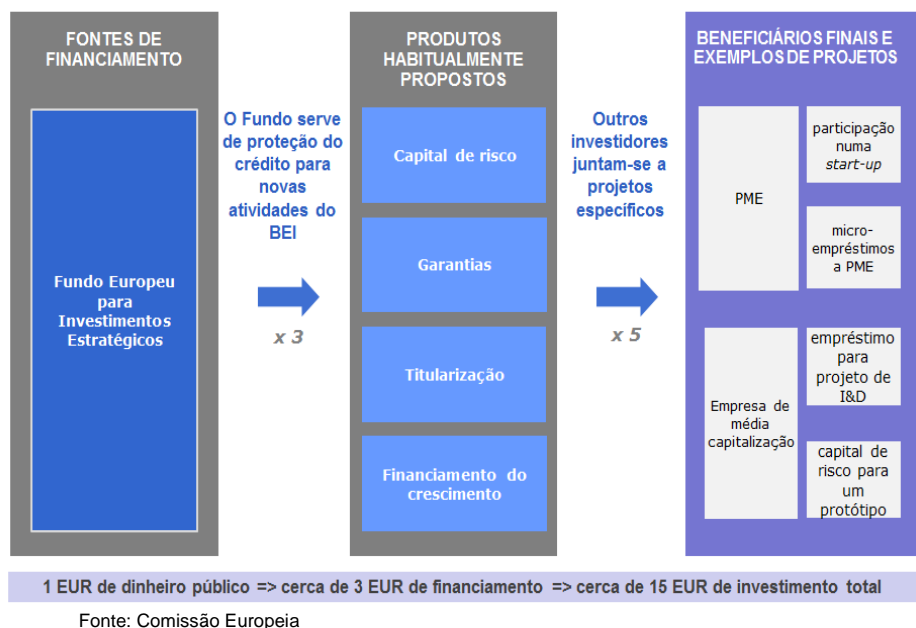 FONTES DE
FINANCIAMENTO
Fundo Europeu
para
Investimentos
Estratégicos
O Fundo serve
de proteção do
crédito para
novas
atividades do
BEI
x 3
PRODUTOS
HABITUALMENTE
PROPOSTOS
Capital de risco
Garantias
Titularização
Financiamento do
crescimento
Outros
investidores
juntam-se a
projetos
específicos
x 5
BENEFICIÁRIOS FINAIS E
EXEMPLOS DE PROJETOS
PME
participação
numa
start-up
micro-
empréstimos
a PME
Empresa de
média
capitalização
empréstimo
para
projeto de
I&D
capital de
risco para
um
protótipo
1 EUR de dinheiro público => cerca de 3 EUR de financiamento => cerca de 15 EUR de investimento total
Fonte: Comissão Europeia